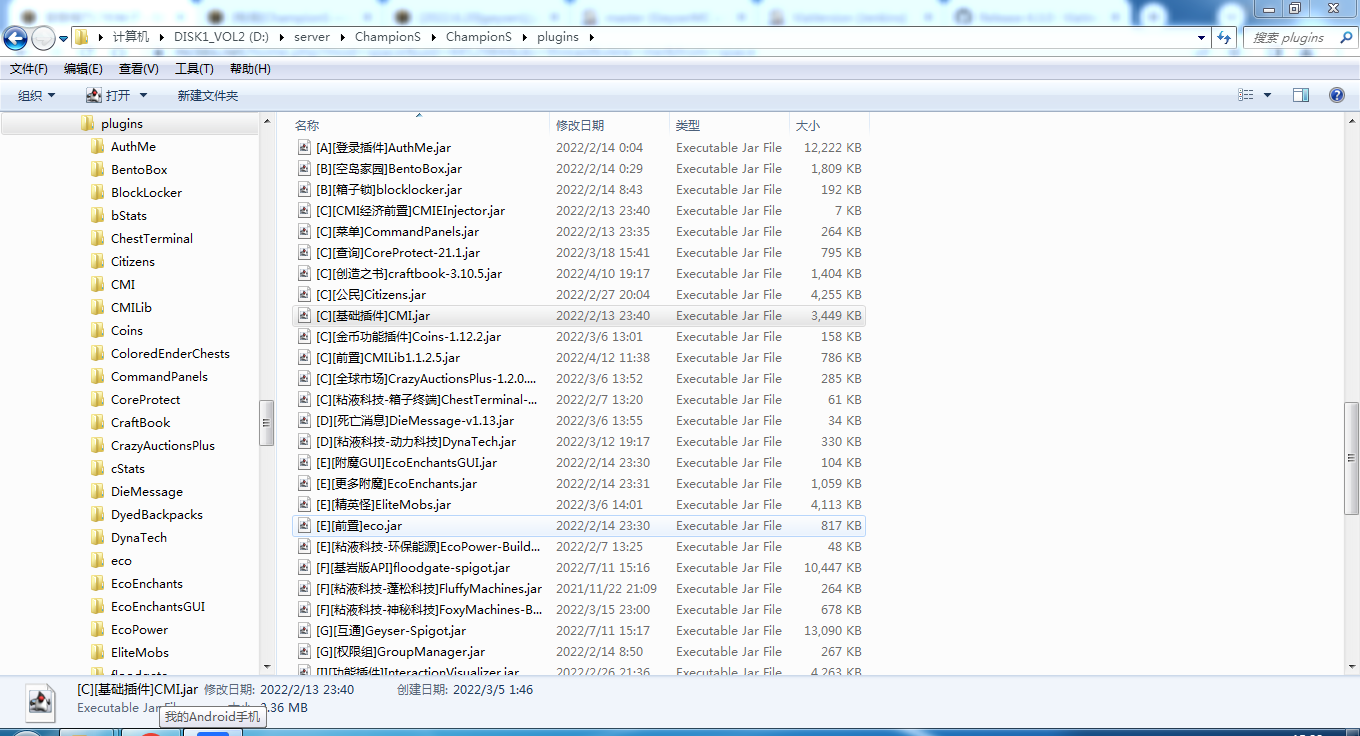 计算机 DISK1_VOL2 (D:) server ChampionS ChampionS plugins 搜索 plugins
文件(F) 编辑(E) 查看(V) 工具(T) 帮助(H)
组织 打开 新建文件夹
plugins
AuthMe
BentoBox
BlockLocker
bStats
ChestTerminal
Citizens
CMI
CMILib
Coins
ColoredEnderChests
CommandPanels
CoreProtect
CraftBook
CrazyAuctionsPlus
cStats
DieMessage
DyedBackpacks
DynaTech
eco
EcoEnchants
EcoEnchantsGUI
EcoPower
EliteMobs
floodgate
名称 修改日期 类型 大小
[A][登录插件]AuthMe.jar 2022/2/14 0:04 Executable Jar File 12,222 KB
[B][空岛家园]BentoBox.jar 2022/2/14 0:29 Executable Jar File 1,809 KB
[B][箱子锁]blocklocker.jar 2022/2/14 8:43 Executable Jar File 192 KB
[C][CMI经济前置]CMIEInjector.jar 2022/2/13 23:40 Executable Jar File 7 KB
[C][菜单]CommandPanels.jar 2022/2/13 23:35 Executable Jar File 264 KB
[C][查询]CoreProtect-21.1.jar 2022/3/18 15:41 Executable Jar File 795 KB
[C][创造之书]craftbook-3.10.5.jar 2022/4/10 19:17 Executable Jar File 1,404 KB
[C][公民]Citizens.jar 2022/2/27 20:04 Executable Jar File 4,255 KB
[C][基础插件]CMI.jar 2022/2/13 23:40 Executable Jar File 3,449 KB
[C][金币功能插件]Coins-1.12.2.jar 2022/3/6 13:01 Executable Jar File 158 KB
[C][前置]CMILib1.1.2.5.jar 2022/4/12 11:38 Executable Jar File 786 KB
[C][全球市场]CrazyAuctionsPlus-1.2.0.... 2022/3/6 13:52 Executable Jar File 285 KB
[C][粘液科技-箱子终端]ChestTerminal-... 2022/2/7 13:20 Executable Jar File 61 KB
[D][死亡消息]DieMessage-v1.13.jar 2022/3/6 13:55 Executable Jar File 34 KB
[D][粘液科技-动力科技]DynaTech.jar 2022/3/12 19:17 Executable Jar File 330 KB
[E][附魔GUI]EcoEnchantsGUI.jar 2022/2/14 23:30 Executable Jar File 104 KB
[E][更多附魔]EcoEnchants.jar 2022/2/14 23:31 Executable Jar File 1,059 KB
[E][精英怪]EliteMobs.jar 2022/3/6 14:01 Executable Jar File 4,113 KB
[E][前置]eco.jar 2022/2/14 23:30 Executable Jar File 817 KB
[E][粘液科技-环保能源]EcoPower-Build... 2022/2/7 13:25 Executable Jar File 48 KB
[F][基岩版API]floodgate-spigot.jar 2022/7/11 15:16 Executable Jar File 10,447 KB
[F][粘液科技-蓬松科技]FluffyMachines.jar 2021/11/22 21:09 Executable Jar File 264 KB
[F][粘液科技-神秘科技]FoxyMachines-B... 2022/3/15 23:00 Executable Jar File 678 KB
[G][互通]Geyser-Spigot.jar 2022/7/11 15:17 Executable Jar File 13,090 KB
[G][权限组]GroupManager.jar 2022/2/14 8:50 Executable Jar File 267 KB
[I][功能插件]InteractionVisualizer.jar 2022/2/26 21:36 Executable Jar File 4,263 KB
[C][基础插件]CMI.jar 修改日期: 2022/2/13 23:40 创建日期: 2022/3/5 1:46
Executable Jar File 大小: 3.36 MB
我的Android手机